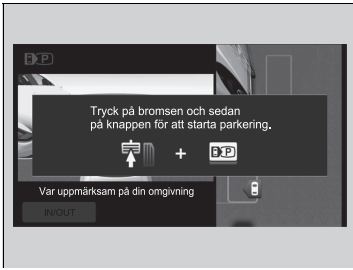 Tryck på bromsen och sedan
på knappen för att starta parkering.
+
Var uppmärksam på din omgivning
IN/OUT